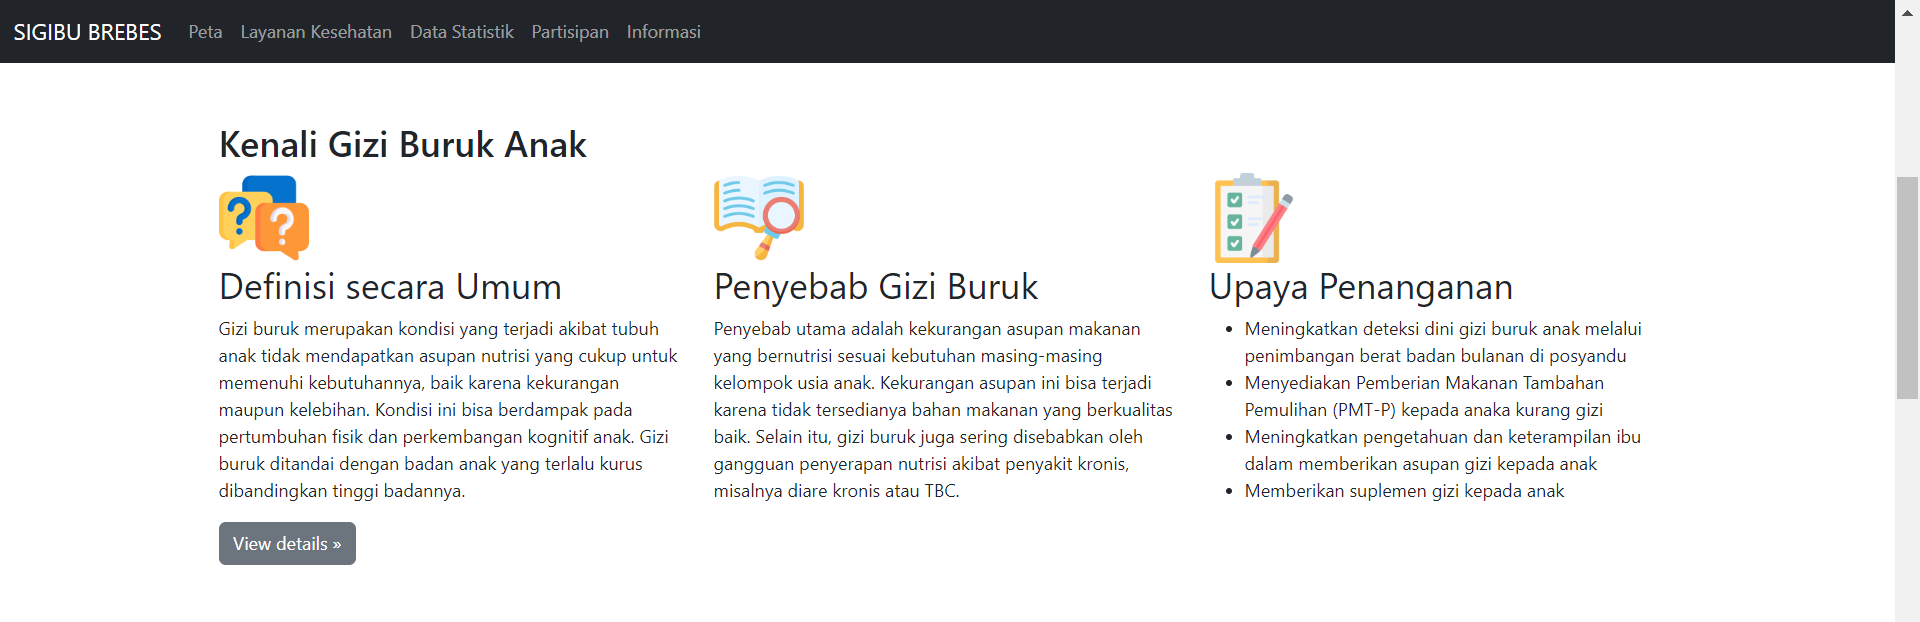 SIGIBU BREBES Peta Layanan Kesehatan Data Statistik Partisipan Informasi
Kenali Gizi Buruk Anak
? ?
Definisi secara Umum
Gizi buruk merupakan kondisi yang terjadi akibat tubuh
anak tidak mendapatkan asupan nutrisi yang cukup untuk
memenuhi kebutuhannya, baik karena kekurangan
maupun kelebihan. Kondisi ini bisa berdampak pada
pertumbuhan fisik dan perkembangan kognitif anak. Gizi
buruk ditandai dengan badan anak yang terlalu kurus
dibandingkan tinggi badannya.
View details »
Penyebab Gizi Buruk
Penyebab utama adalah kekurangan asupan makanan
yang bernutrisi sesuai kebutuhan masing-masing
kelompok usia anak. Kekurangan asupan ini bisa terjadi
karena tidak tersedianya bahan makanan yang berkualitas
baik. Selain itu, gizi buruk juga sering disebabkan oleh
gangguan penyerapan nutrisi akibat penyakit kronis,
misalnya diare kronis atau TBC.
Upaya Penanganan
• Meningkatkan deteksi dini gizi buruk anak melalui
penimbangan berat badan bulanan di posyandu
• Menyediakan Pemberian Makanan Tambahan
Pemulihan (PMT-P) kepada anaka kurang gizi
• Meningkatkan pengetahuan dan keterampilan ibu
dalam memberikan asupan gizi kepada anak
• Memberikan suplemen gizi kepada anak